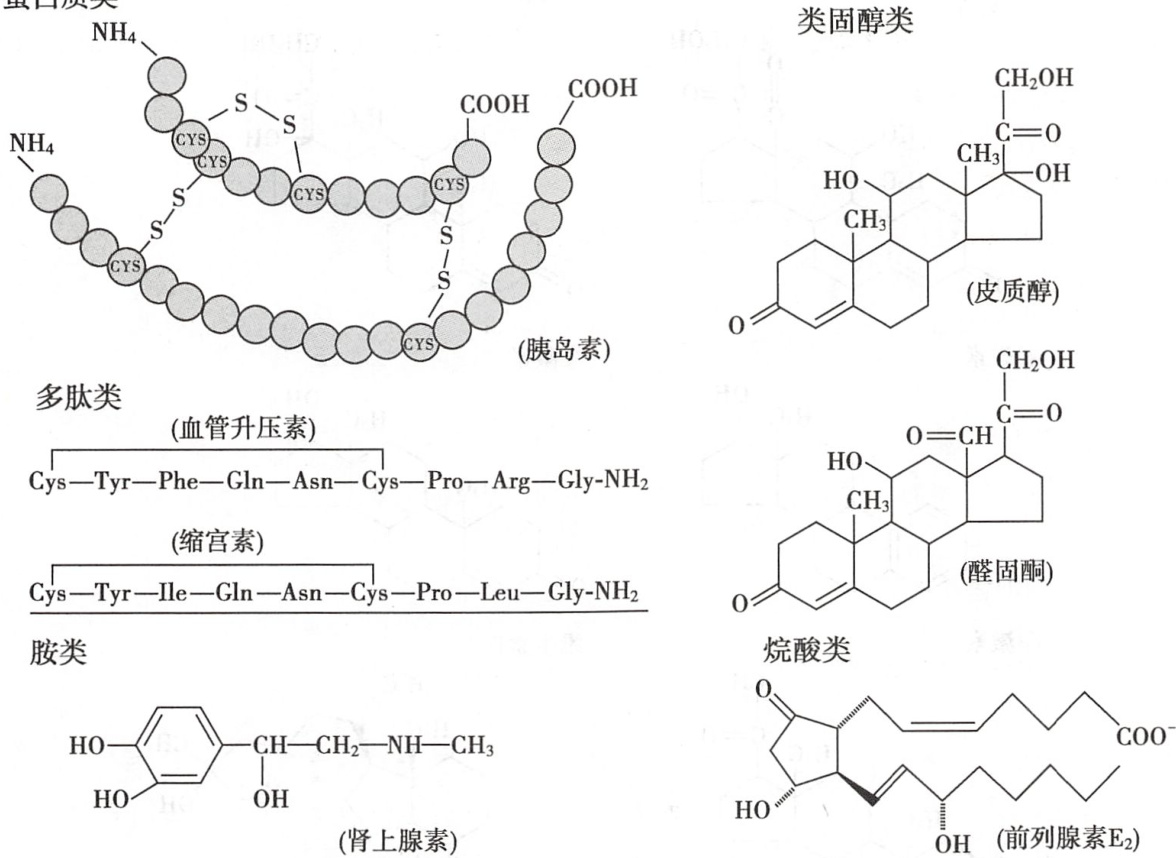 蛋白质类
NH₄
NH₄
CYS
CYS
S
S
CYS
CYS
COOH
COOH
S
S
CYS
S
S
CYS
(胰岛素)
多肽类
(血管升压素)
Cys—Tyr—Phe—Gln—Asn—Cys—Pro—Arg—Gly-NH₂
(缩宫素)
Cys—Tyr—Ile—Gln—Asn—Cys—Pro—Leu—Gly-NH₂
胺类
HO
HO
CH—CH₂—NH—CH₃
OH
(肾上腺素)
类固醇类
CH₂OH
C=O
CH₃
OH
HO
CH₃
O
(皮质醇)
CH₂OH
C=O
O=CH
HO
CH₃
O
(醛固酮)
烷酸类
O
COO⁻
HO
OH
(前列腺素E₂)